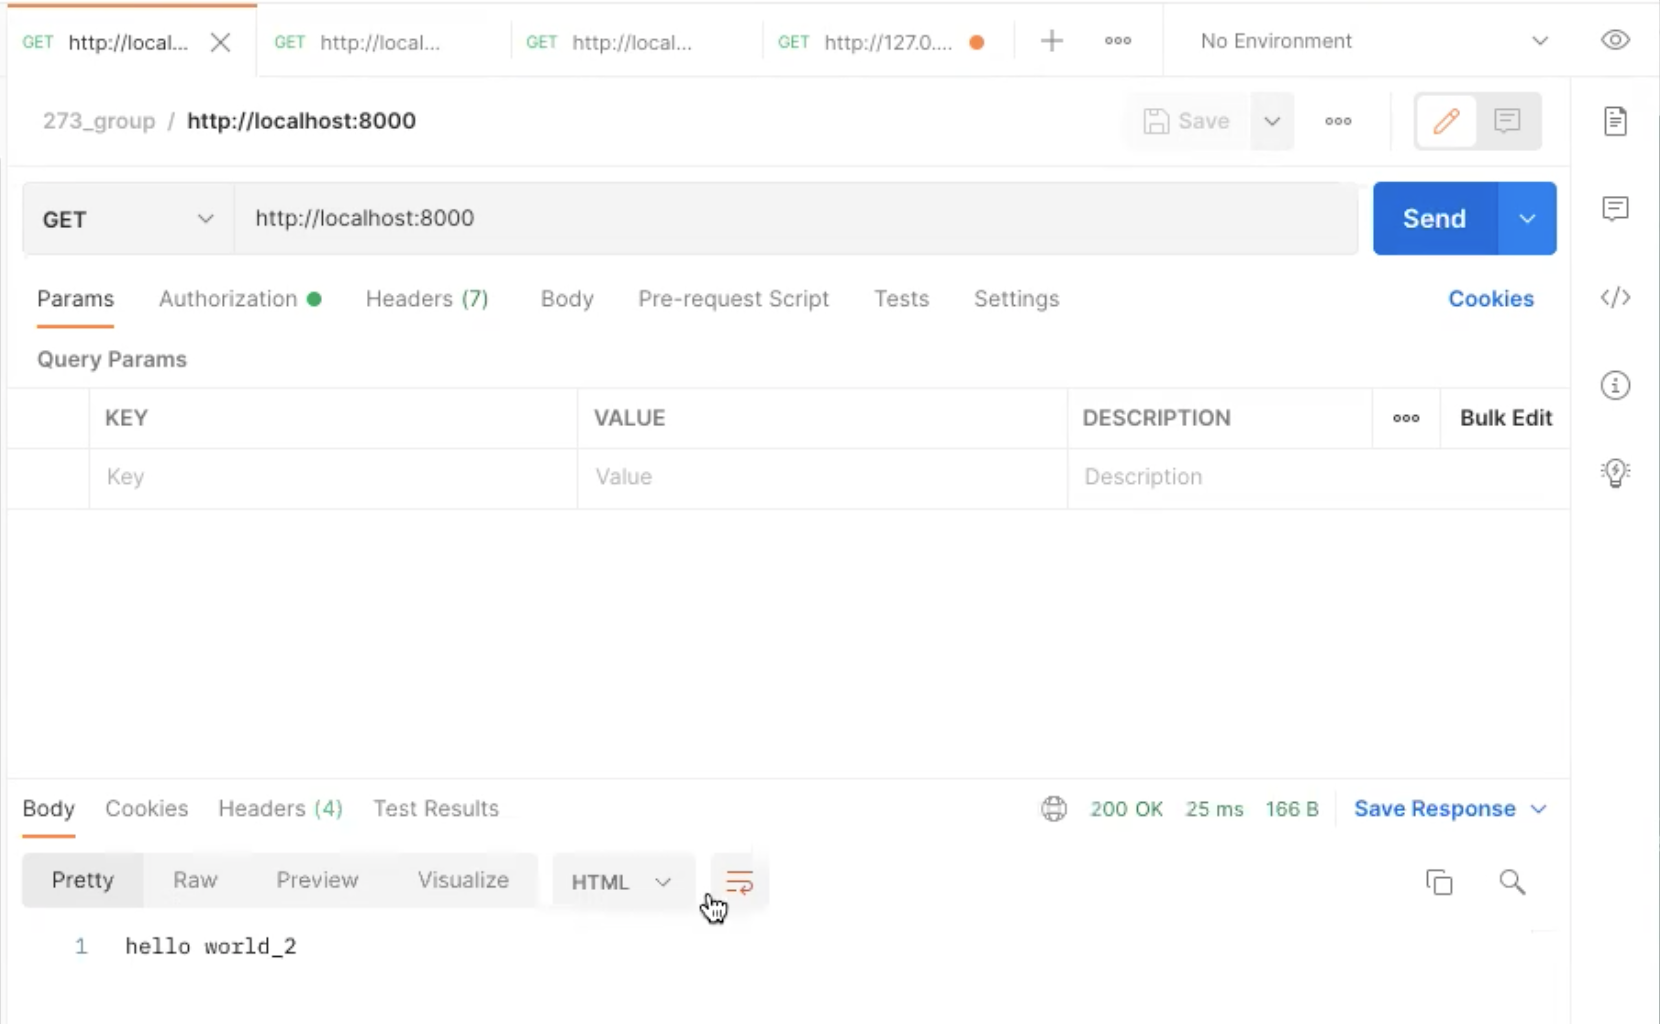 GET http://local... GET http://local... GET http://local... GET http://127.0.... No Environment
273_group / http://localhost:8000 Save
GET http://localhost:8000 Send
Params Authorization Headers (7) Body Pre-request Script Tests Settings Cookies
Query Params
KEY VALUE DESCRIPTION Bulk Edit
Key Value Description
Body Cookies Headers (4) Test Results 200 OK 25 ms 166 B Save Response
Pretty Raw Preview Visualize HTML
1 hello world_2